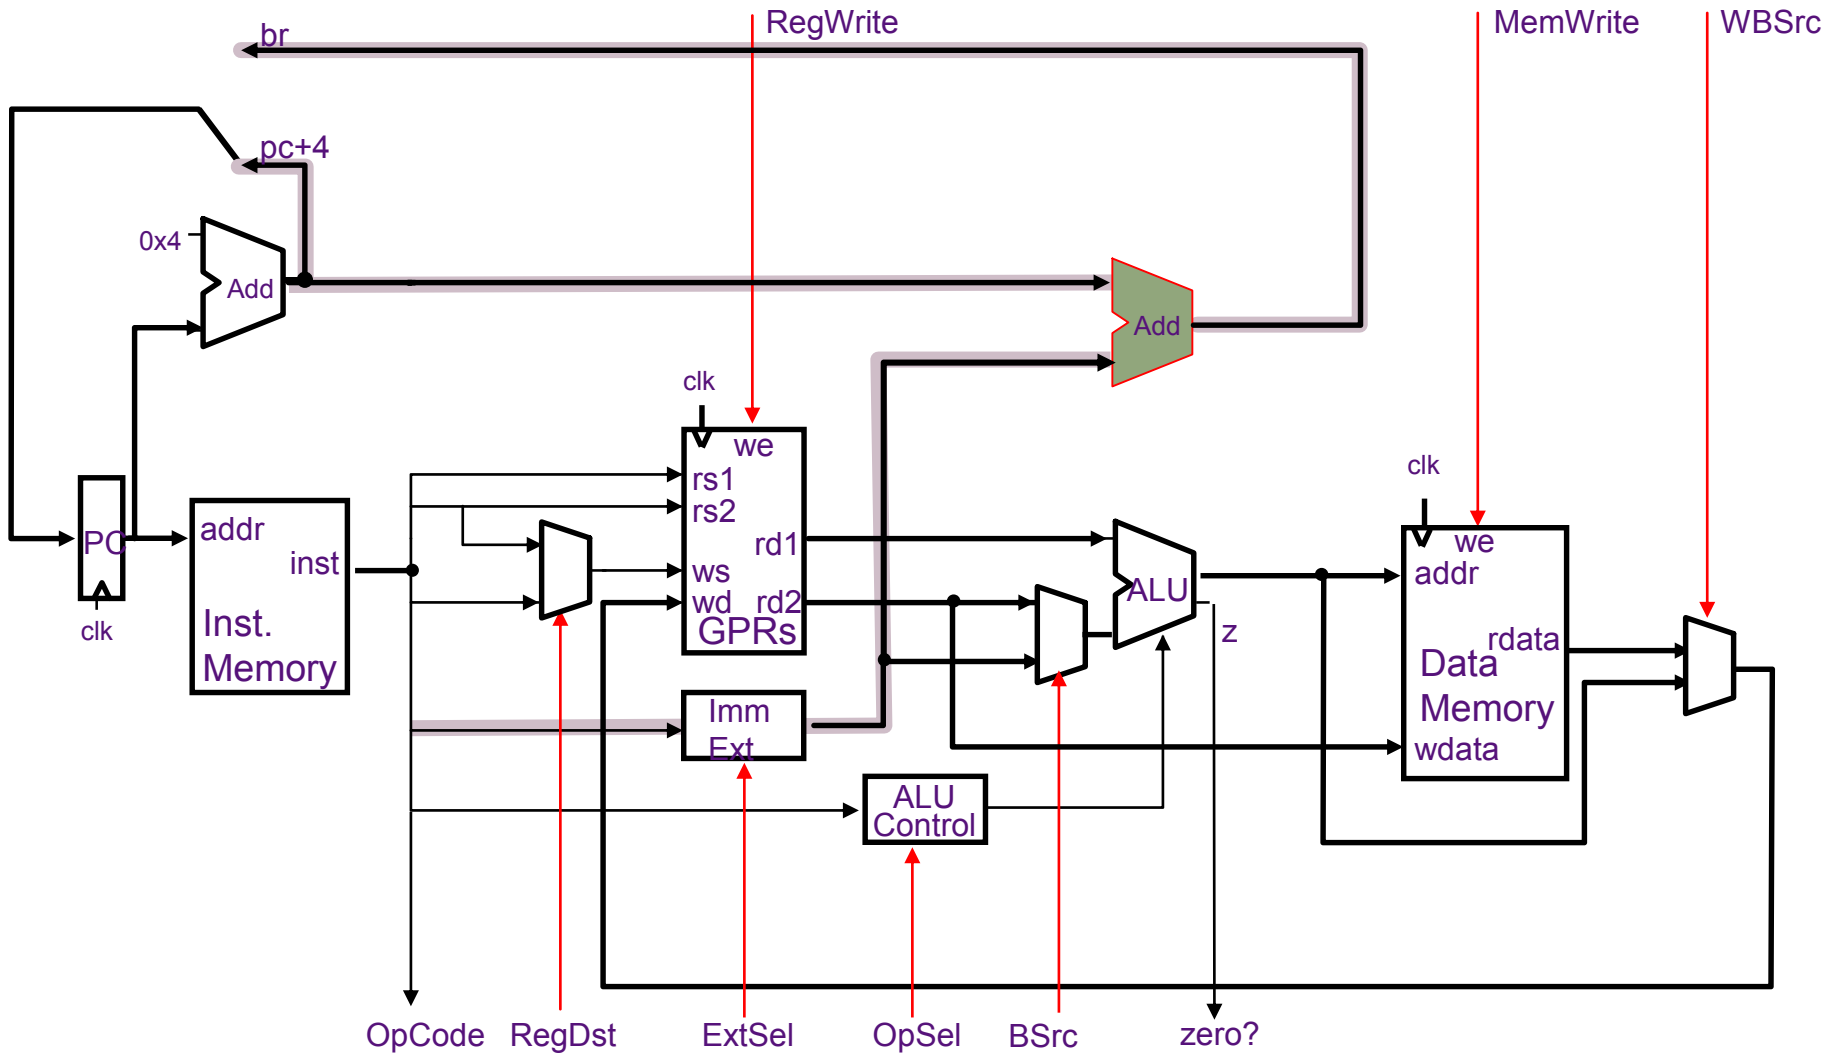 RegWrite
MemWrite
WBSrc
br
pc+4
0x4
Add
Add
clk
we
rs1
rs2
rd1
ws
wd
rd2
GPRs
clk
we
addr
rdata
Data
Memory
wdata
PC
clk
addr
inst
Inst.
Memory
ALU
z
Imm
Ext
ALU
Control
OpCode
RegDst
ExtSel
OpSel
BSrc
zero?